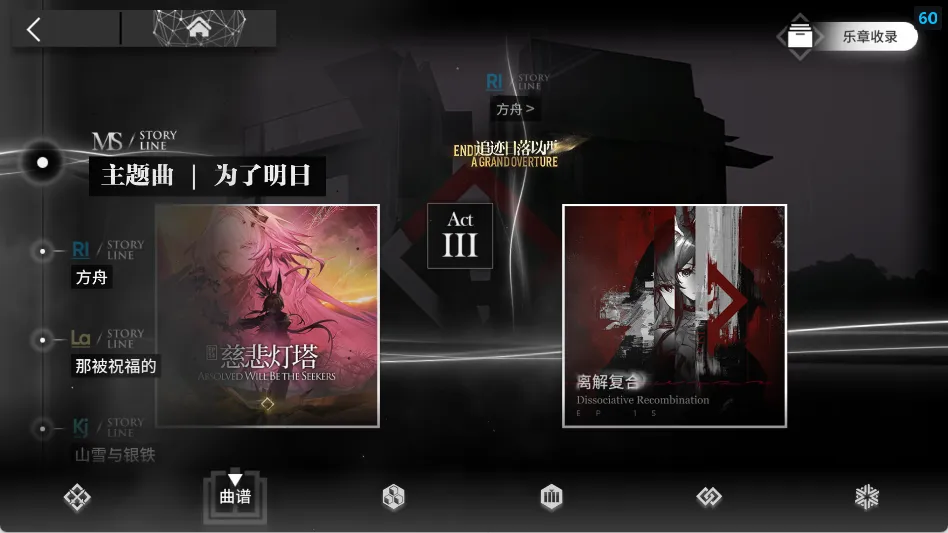 60
乐章收录
RI / STORY LINE
方舟 >
MS / STORY LINE
主题曲 | 为了明日
END 追迹日落以西
A GRAND OVERTURE
Act
III
RI / STORY LINE
方舟
La / STORY LINE
那被祝福的
Kj / STORY LINE
山雪与银铁
慈悲灯塔
ABSOLVED WILL BE THE SEEKERS
离解复合
Dissociative Recombination
EP 15
曲谱